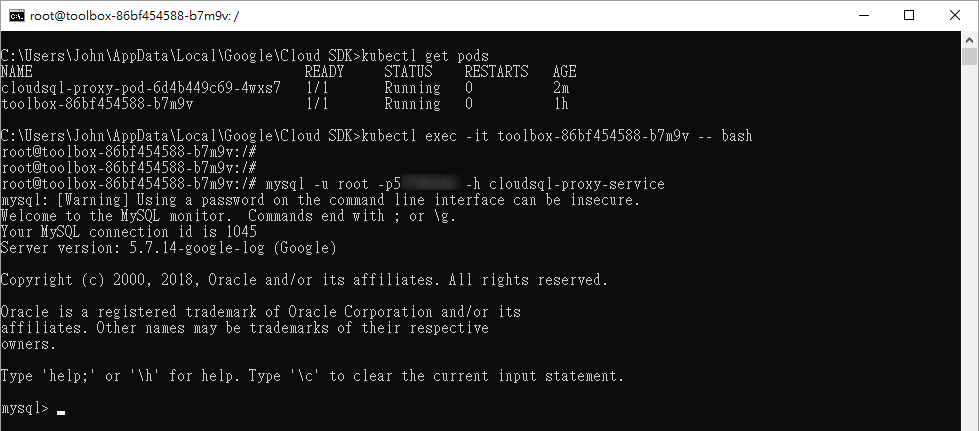 root@toolbox-86bf454588-b7m9v: /
C:\Users\John\AppData\Local\Google\Cloud SDK>kubectl get pods
NAME READY STATUS RESTARTS AGE
cloudsql-proxy-pod-6d4b449c69-4wxs7 1/1 Running 0 2m
toolbox-86bf454588-b7m9v 1/1 Running 0 1h
C:\Users\John\AppData\Local\Google\Cloud SDK>kubectl exec -it toolbox-86bf454588-b7m9v -- bash
root@toolbox-86bf454588-b7m9v:/#
root@toolbox-86bf454588-b7m9v:/#
root@toolbox-86bf454588-b7m9v:/# mysql -u root -p5 -h cloudsql-proxy-service
mysql: [Warning] Using a password on the command line interface can be insecure.
Welcome to the MySQL monitor.  Commands end with ; or \g.
Your MySQL connection id is 1045
Server version: 5.7.14-google-log (Google)
Copyright (c) 2000, 2018, Oracle and/or its affiliates. All rights reserved.
Oracle is a registered trademark of Oracle Corporation and/or its
affiliates. Other names may be trademarks of their respective
owners.
Type 'help;' or '\h' for help. Type '\c' to clear the current input statement.
mysql> _